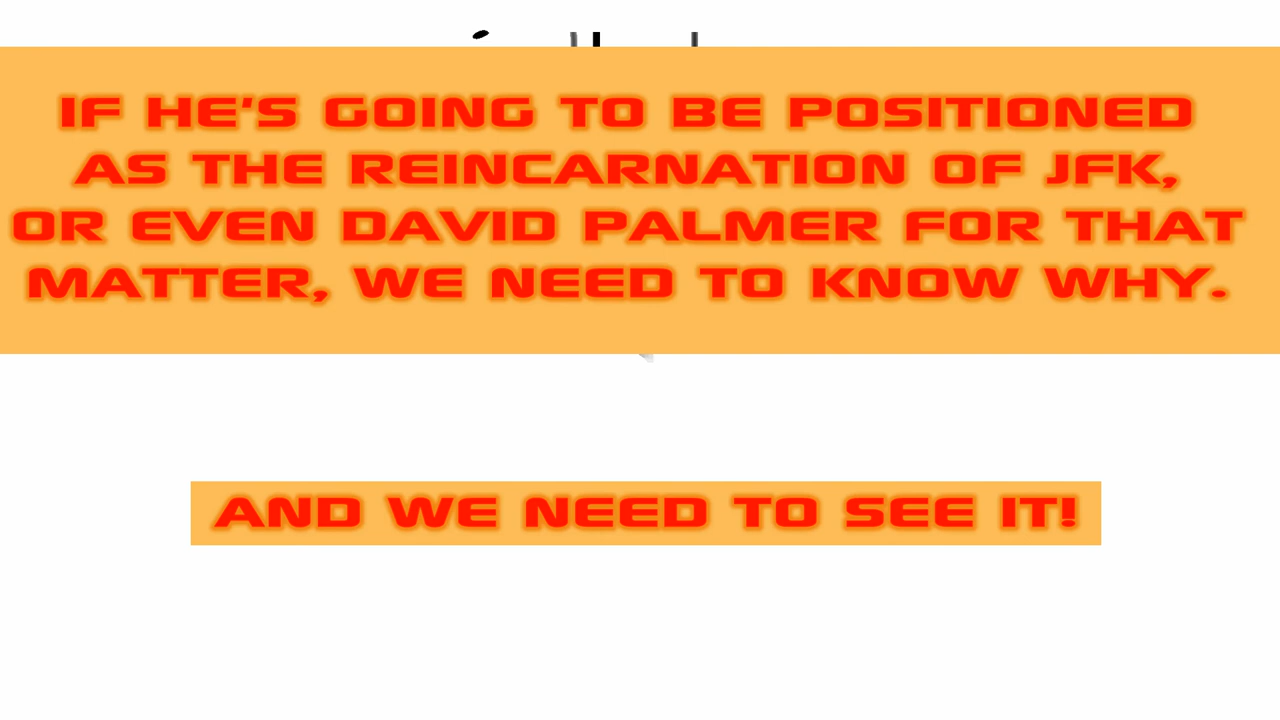 IF HE'S GOING TO BE POSITIONED
AS THE REINCARNATION OF JFK,
OR EVEN DAVID PALMER FOR THAT
MATTER, WE NEED TO KNOW WHY.
AND WE NEED TO SEE IT!